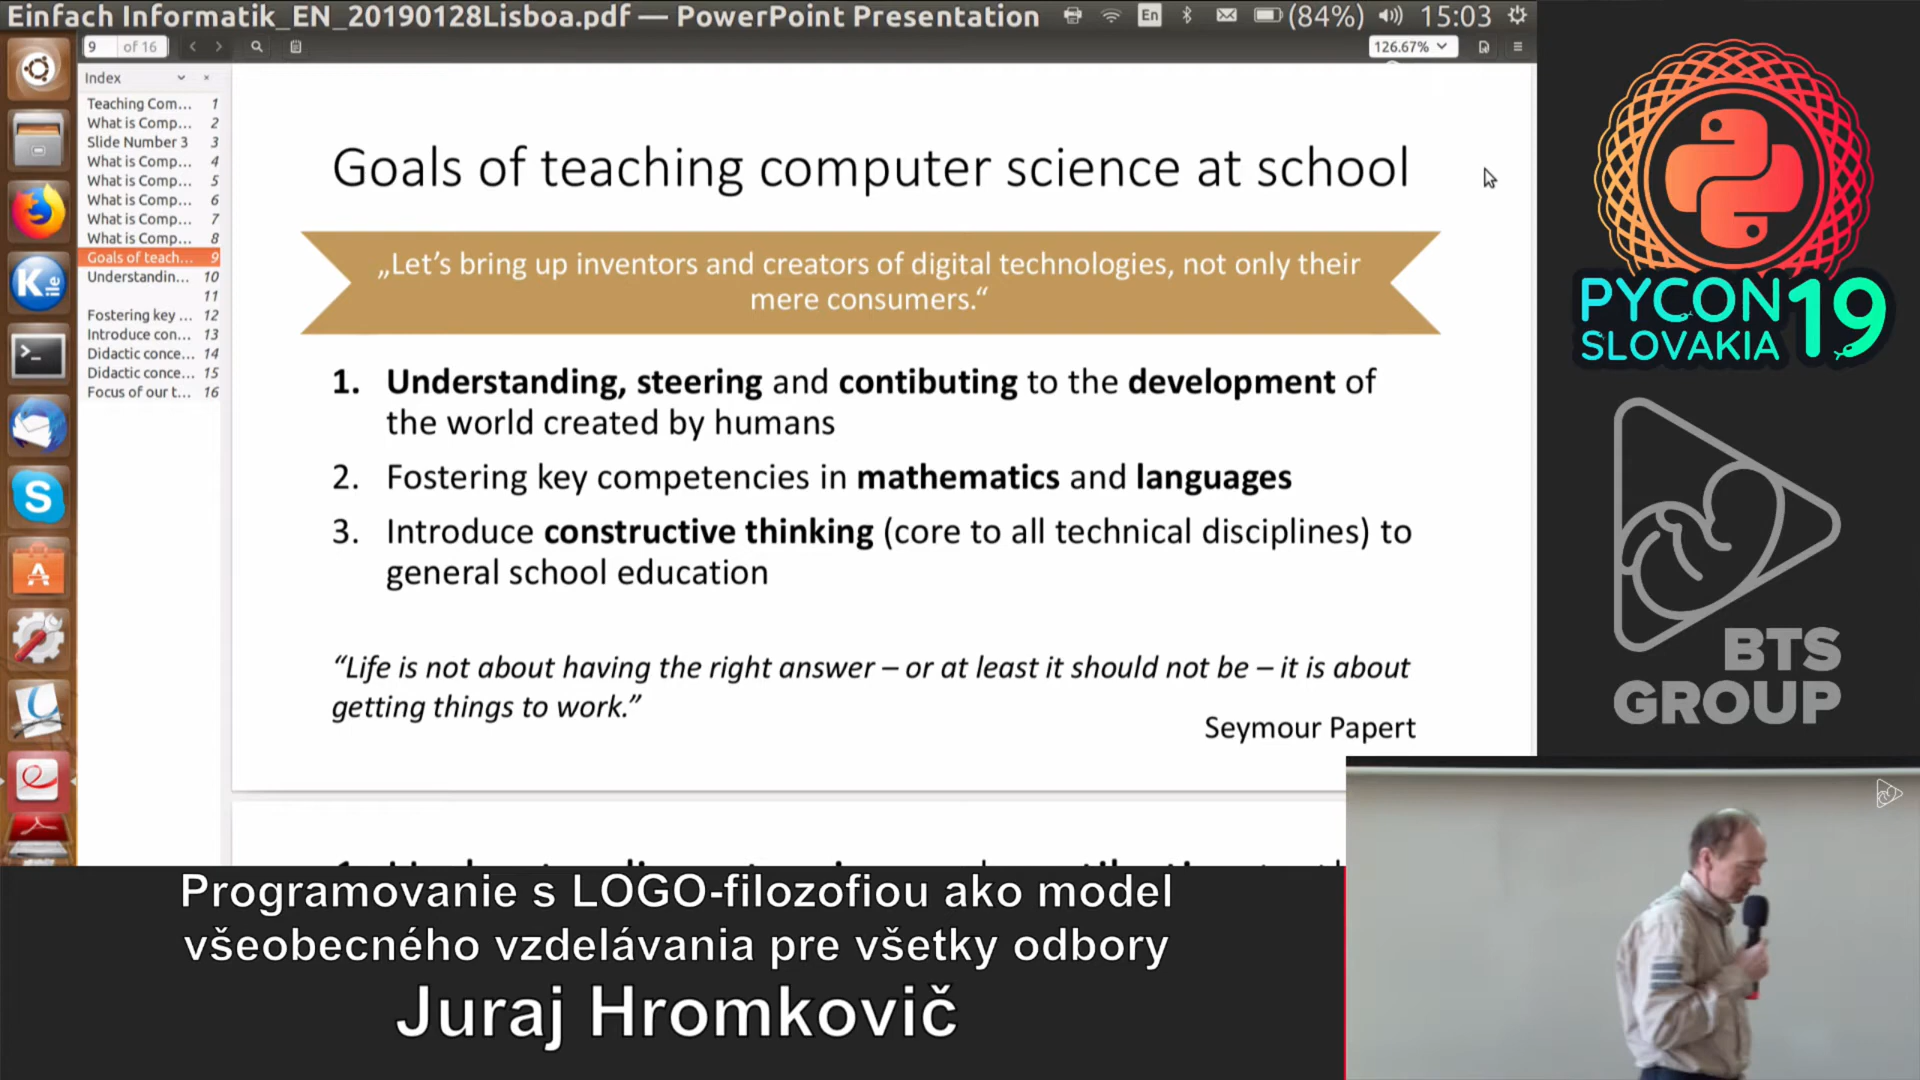 Einfach Informatik_EN_20190128Lisboa.pdf — PowerPoint Presentation
En
(84%)
15:03
9 of 16
126.67%
Index
Teaching Com... 1
What is Comp... 2
Slide Number 3 3
What is Comp... 4
What is Comp... 5
What is Comp... 6
What is Comp... 7
What is Comp... 8
Goals of teach... 9
Understandin... 10
11
Fostering key ... 12
Introduce con... 13
Didactic conce... 14
Didactic conce... 15
Focus of our t... 16
Goals of teaching computer science at school
„Let’s bring up inventors and creators of digital technologies, not only their
mere consumers.“
1. Understanding, steering and contibuting to the development of
the world created by humans
2. Fostering key competencies in mathematics and languages
3. Introduce constructive thinking (core to all technical disciplines) to
general school education
“Life is not about having the right answer – or at least it should not be – it is about
getting things to work.”
Seymour Papert
PYCON 19
SLOVAKIA
BTS
GROUP
Programovanie s LOGO-filozofiou ako model
všeobecného vzdelávania pre všetky odbory
Juraj Hromkovič